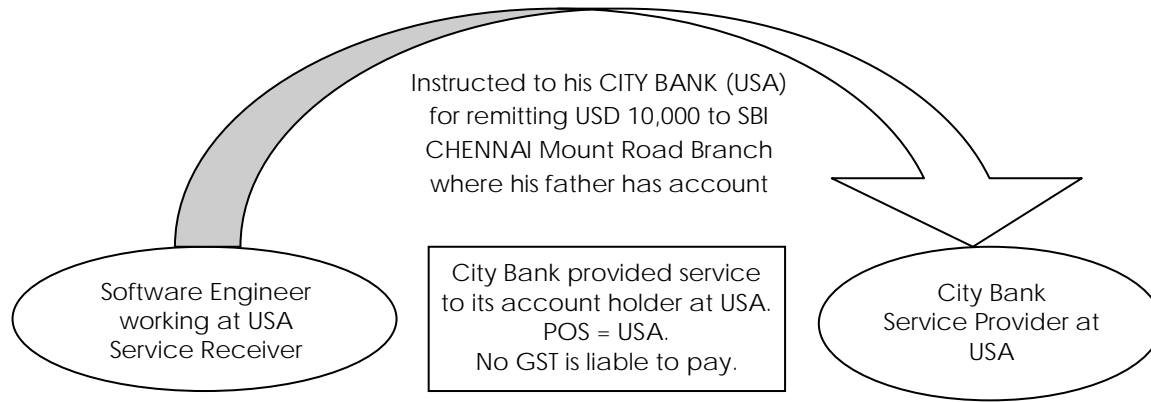 Instructed to his CITY BANK (USA)
for remitting USD 10,000 to SBI
CHENNAI Mount Road Branch
where his father has account
Software Engineer
working at USA
Service Receiver
City Bank provided service
to its account holder at USA.
POS = USA.
No GST is liable to pay.
City Bank
Service Provider at
USA